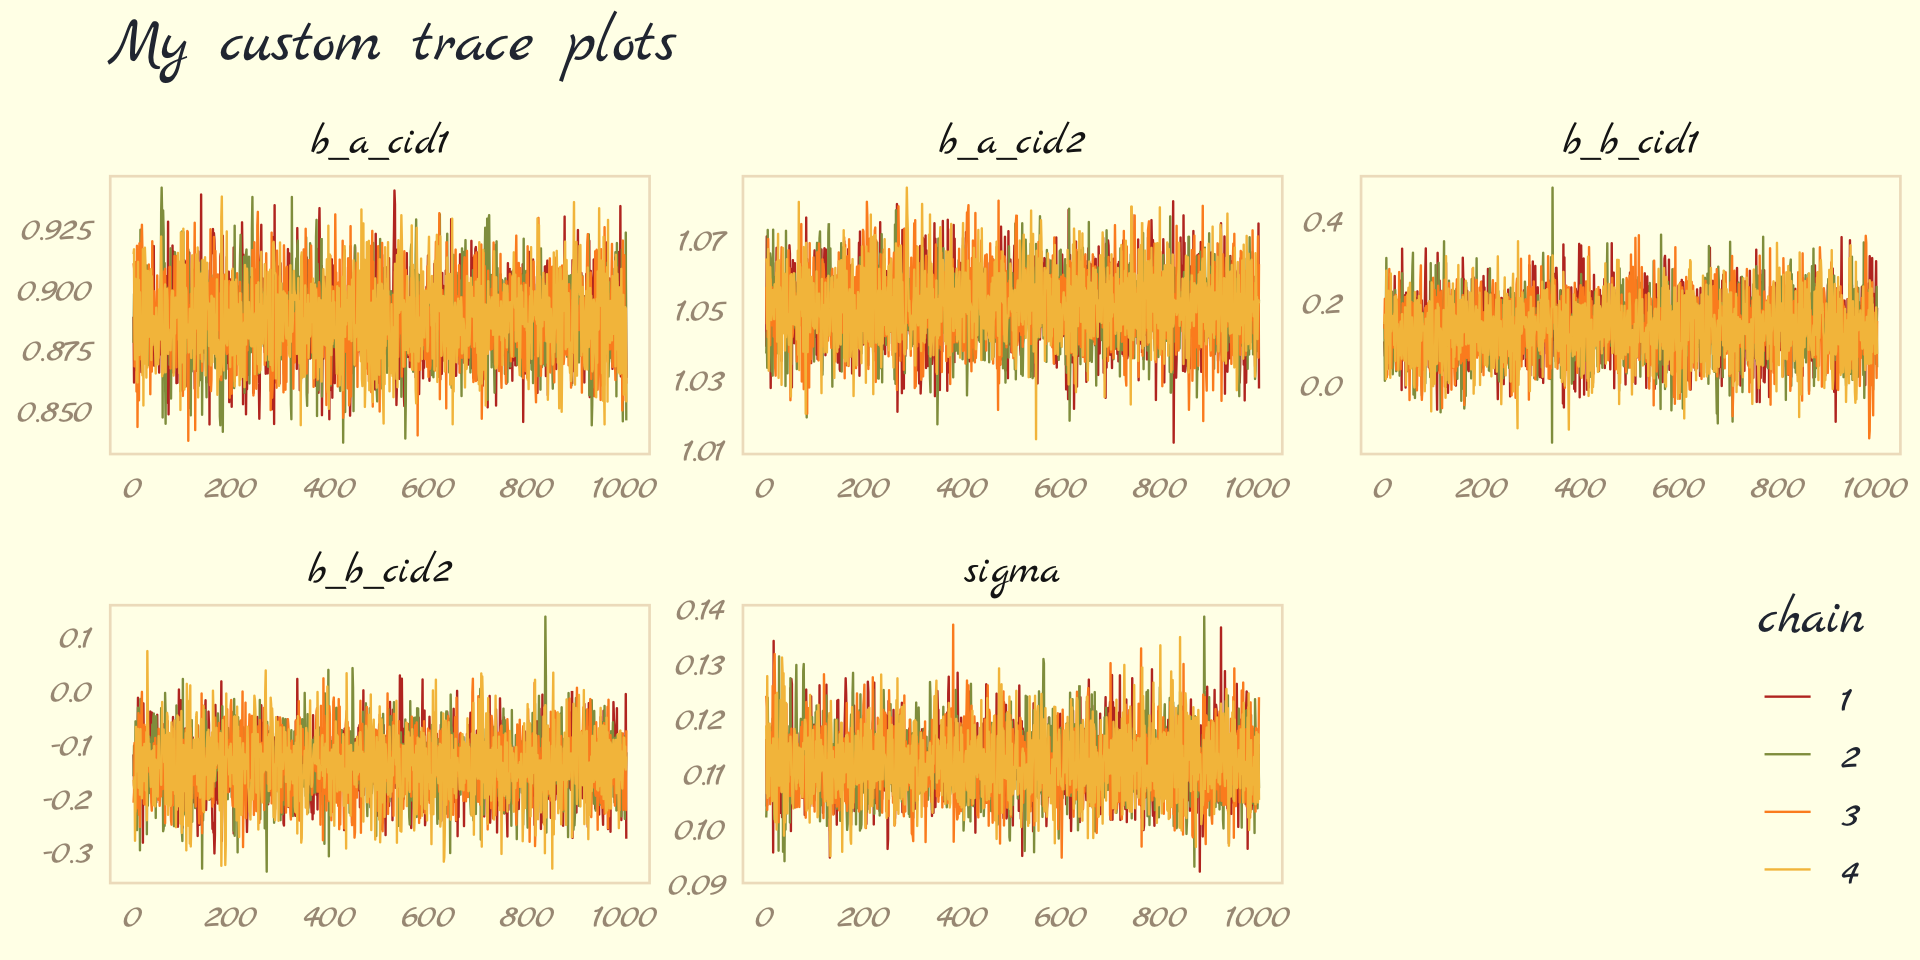 My custom trace plots
b_a_cid1 b_a_cid2 b_b_cid1
0.925 0.900 0.875 0.850
0 200 400 600 800 1000
1.07 1.05 1.03 1.01
0 200 400 600 800 1000
0.4 0.2 0.0
0 200 400 600 800 1000
b_b_cid2 sigma
0.1 0.0 -0.1 -0.2 -0.3
0 200 400 600 800 1000
0.14 0.13 0.12 0.11 0.10 0.09
0 200 400 600 800 1000
chain
1
2
3
4